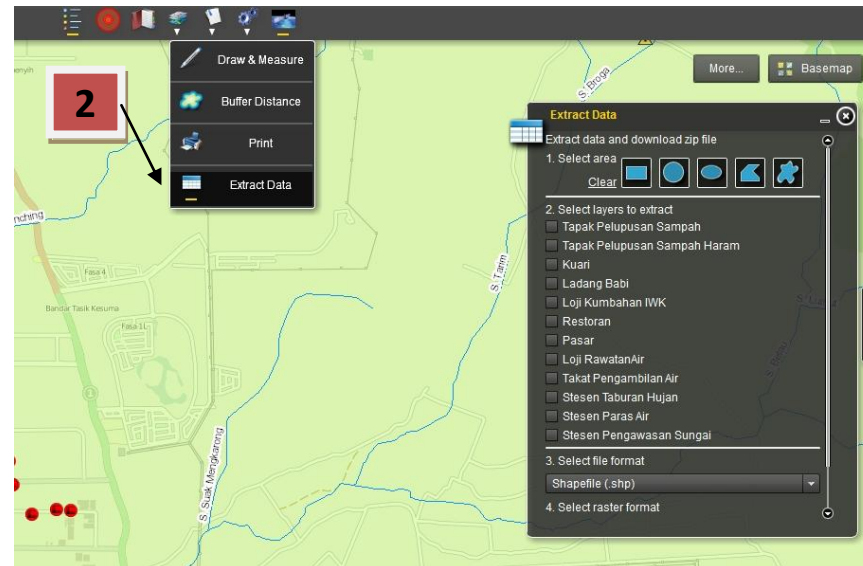 Draw & Measure
Buffer Distance
Print
Extract Data
2
More...
Basemap
S. Broga
S. Tarim
Fasa 4
Bandar Tasik Kesuma
Fasa 1L
S. Suak Mengkarong
Extract Data
Extract data and download zip file
1. Select area
Clear
2. Select layers to extract
Tapak Pelupusan Sampah
Tapak Pelupusan Sampah Haram
Kuari
Ladang Babi
Loji Kumbahan IWK
Restoran
Pasar
Loji RawatanAir
Takat Pengambilan Air
Stesen Taburan Hujan
Stesen Paras Air
Stesen Pengawasan Sungai
3. Select file format
Shapefile (.shp)
4. Select raster format